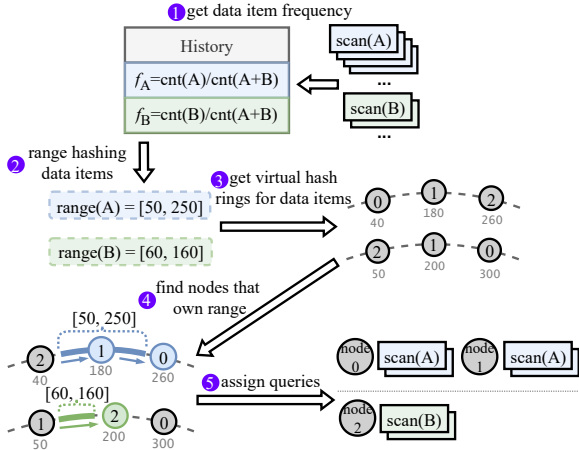 1 get data item frequency
History
f_A=cnt(A)/cnt(A+B)
f_B=cnt(B)/cnt(A+B)
scan(A)
...
scan(B)
...
2 range hashing
data items
range(A) = [50, 250]
range(B) = [60, 160]
3 get virtual hash
rings for data items
0 1 2
40 180 260
2 1 0
50 200 300
4 find nodes that
own range
[50, 250]
2 1 0
40 180 260
[60, 160]
1 2 0
50 200 300
5 assign queries
node 0
scan(A)
node 1
scan(A)
node 2
scan(B)